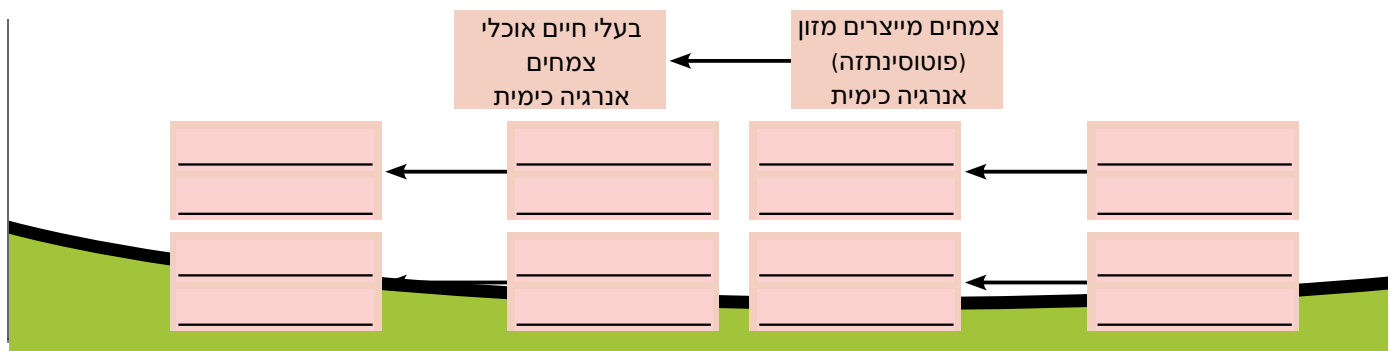 צמחים מייצרים מזון
(פוטוסינתזה)
אנרגיה כימית
בעלי חיים אוכלי
צמחים
אנרגיה כימית